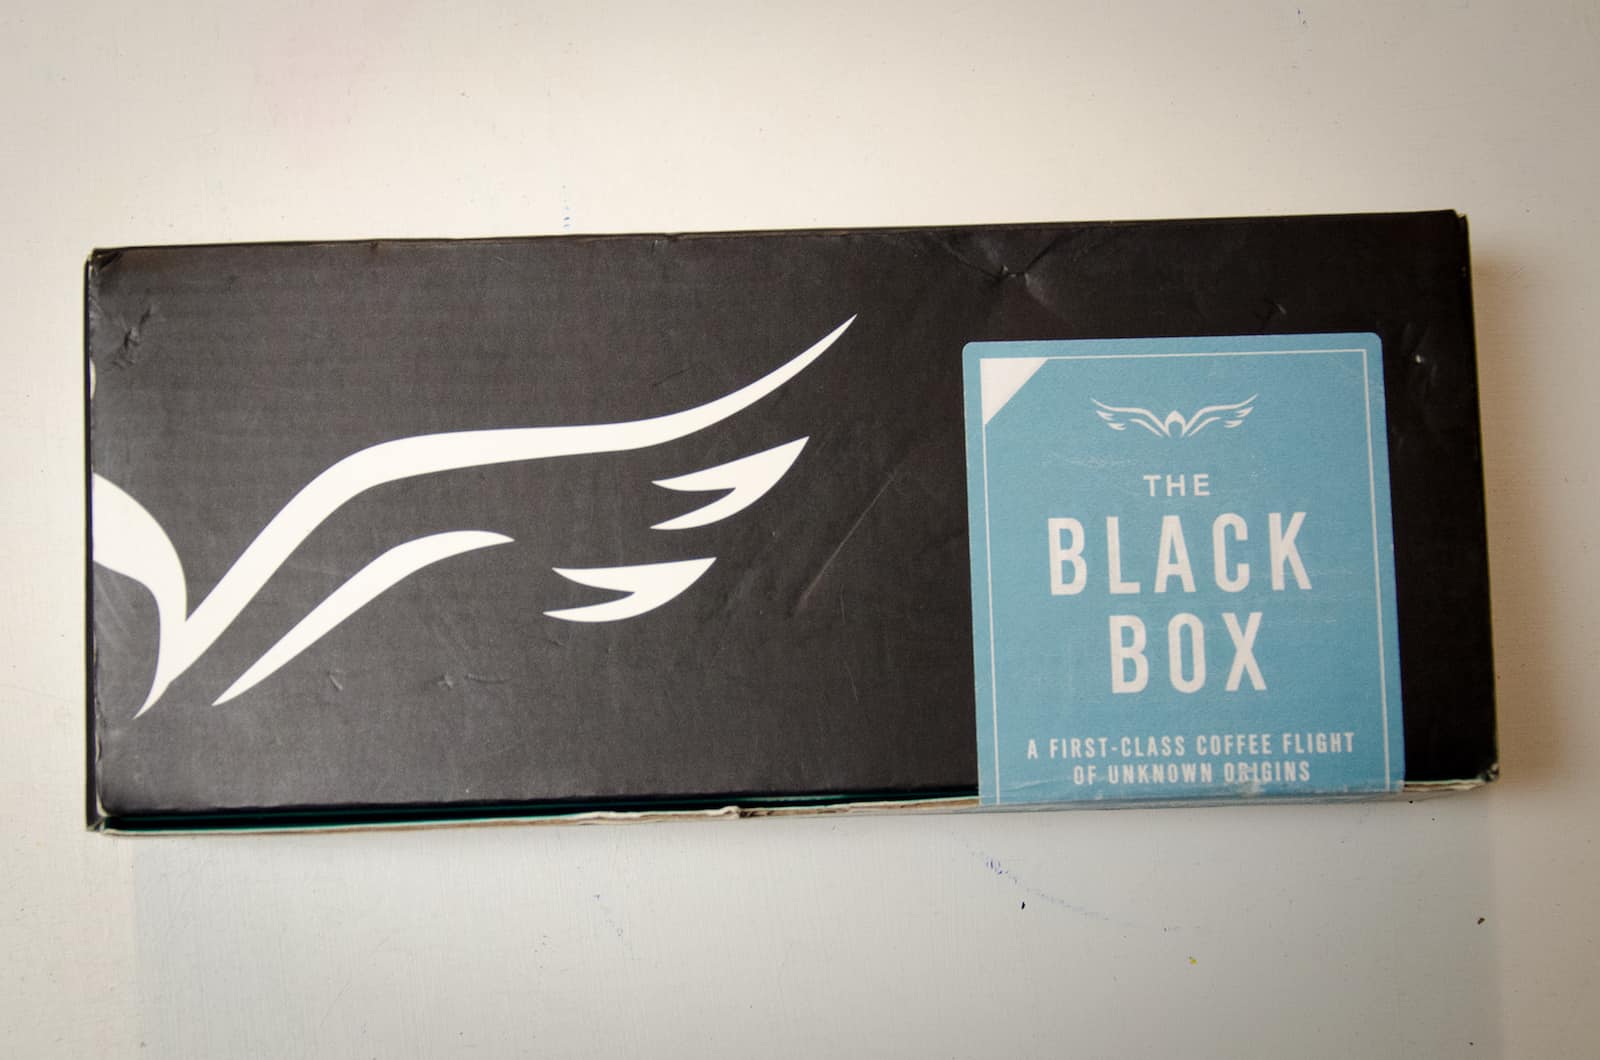 THE
BLACK
BOX
A FIRST-CLASS COFFEE FLIGHT
OF UNKNOWN ORIGINS